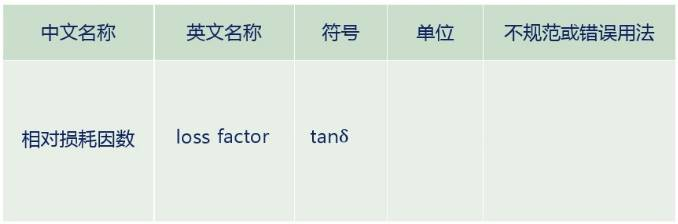 中文名称 英文名称 符号 单位 不规范或错误用法
相对损耗因数 loss factor tanδ